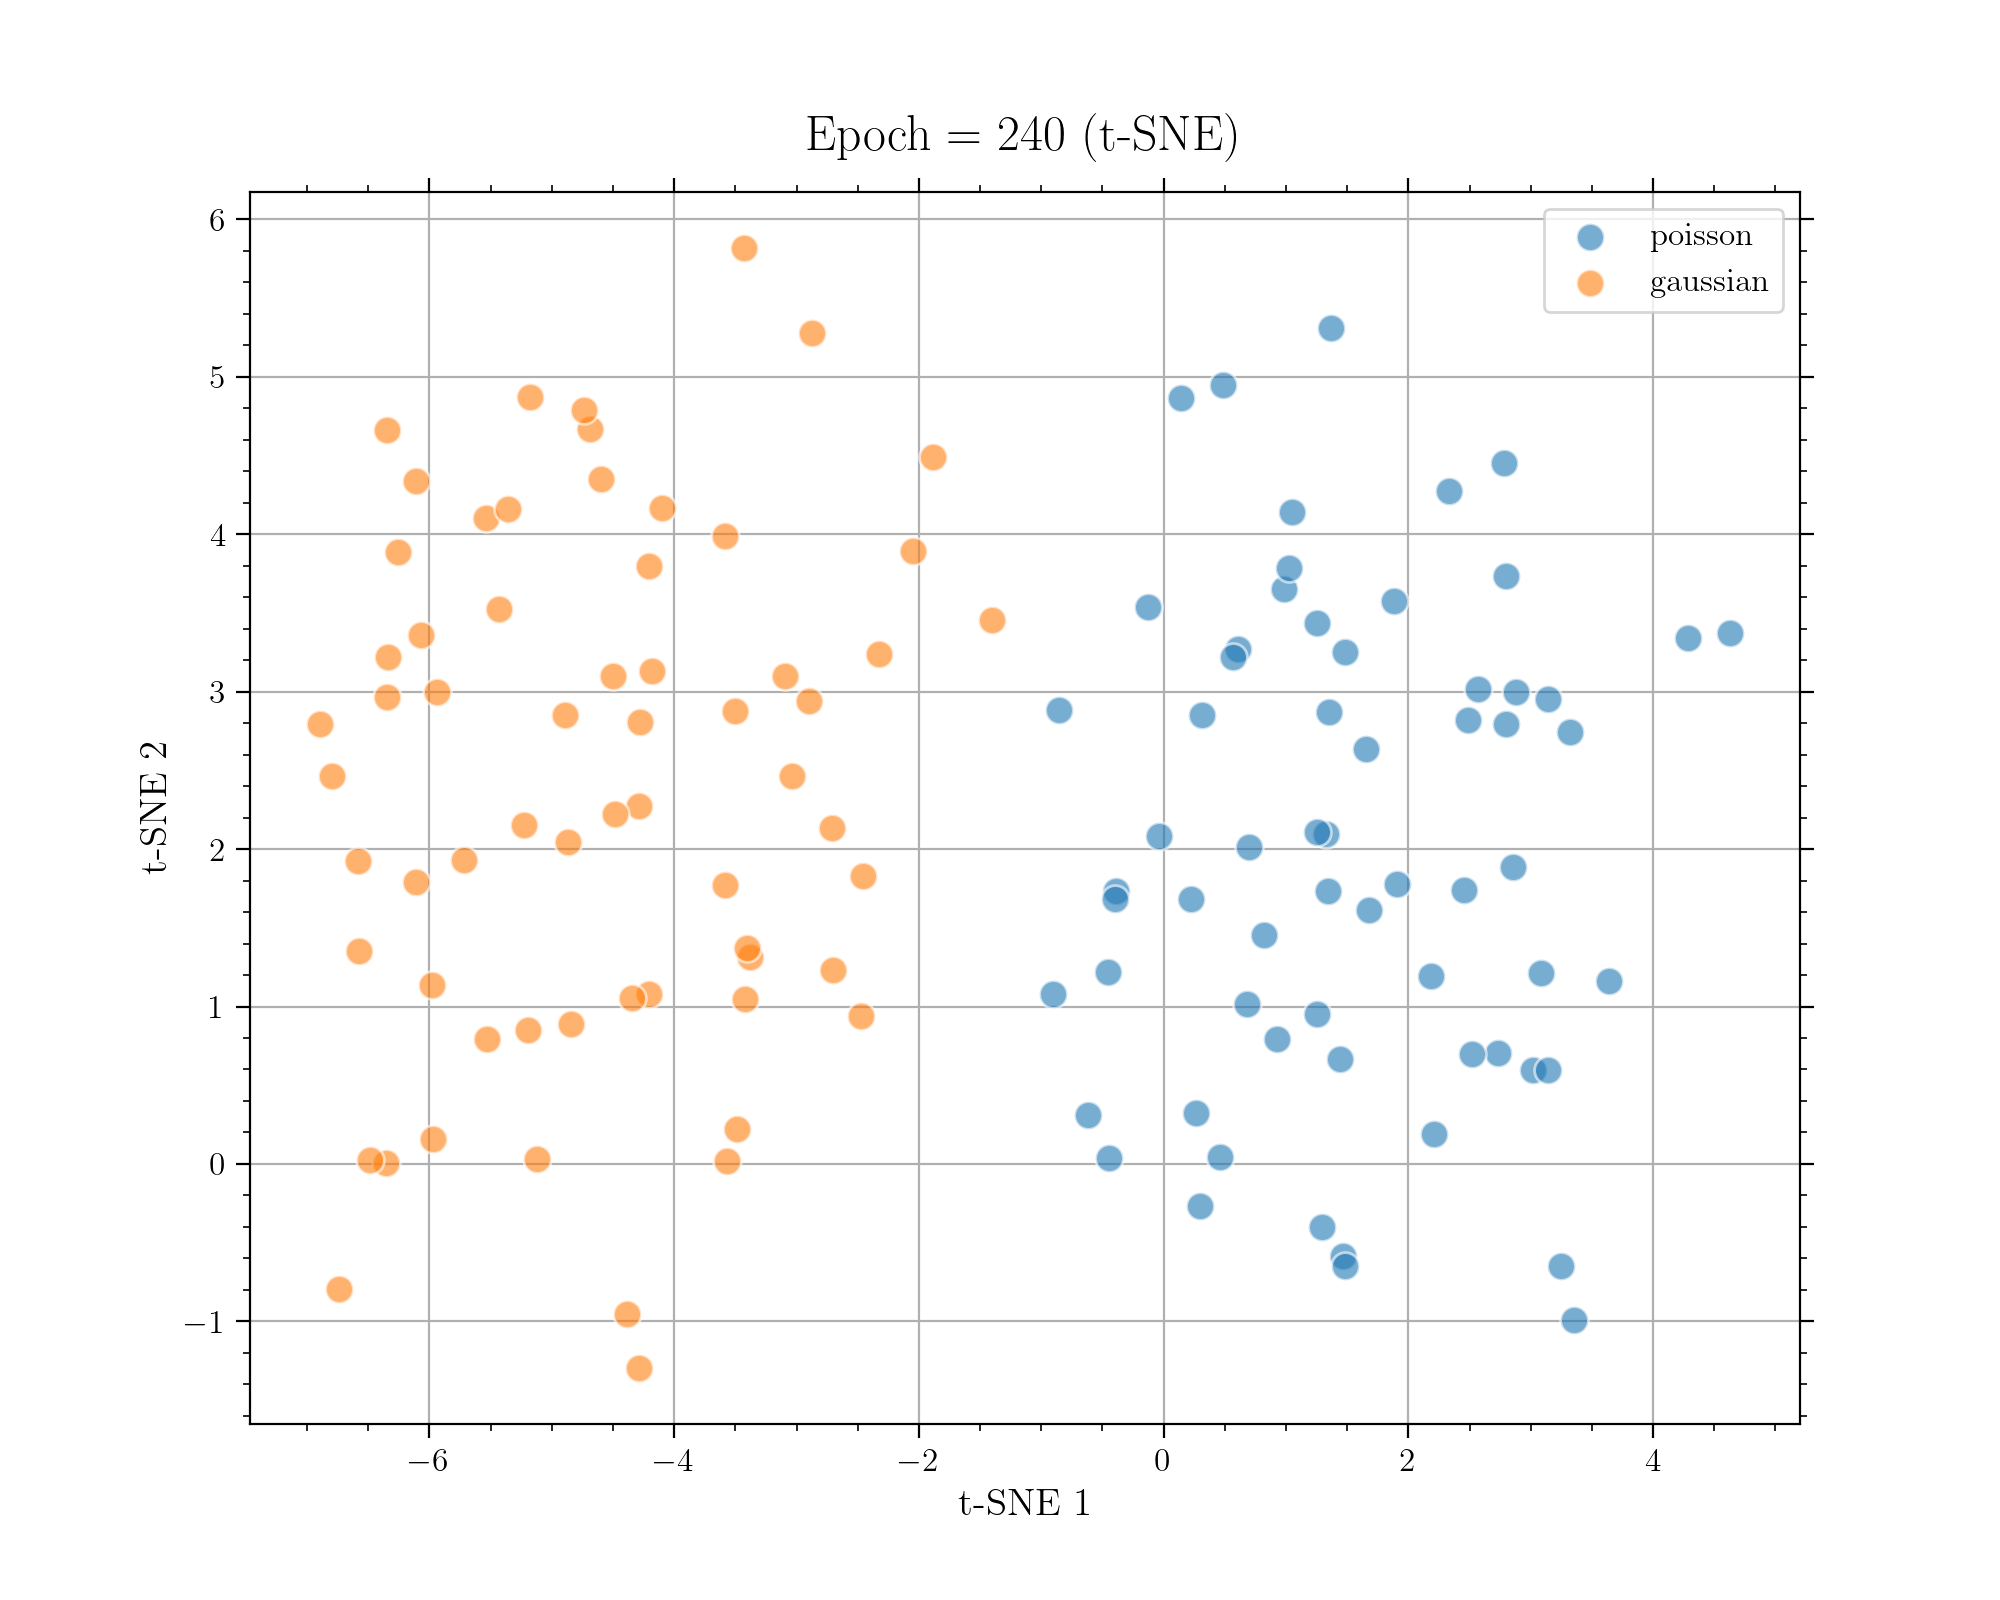 Epoch = 240 (t-SNE)
poisson
gaussian
6
5
4
3
2
1
0
−1
t-SNE 2
−6 −4 −2 0 2 4
t-SNE 1